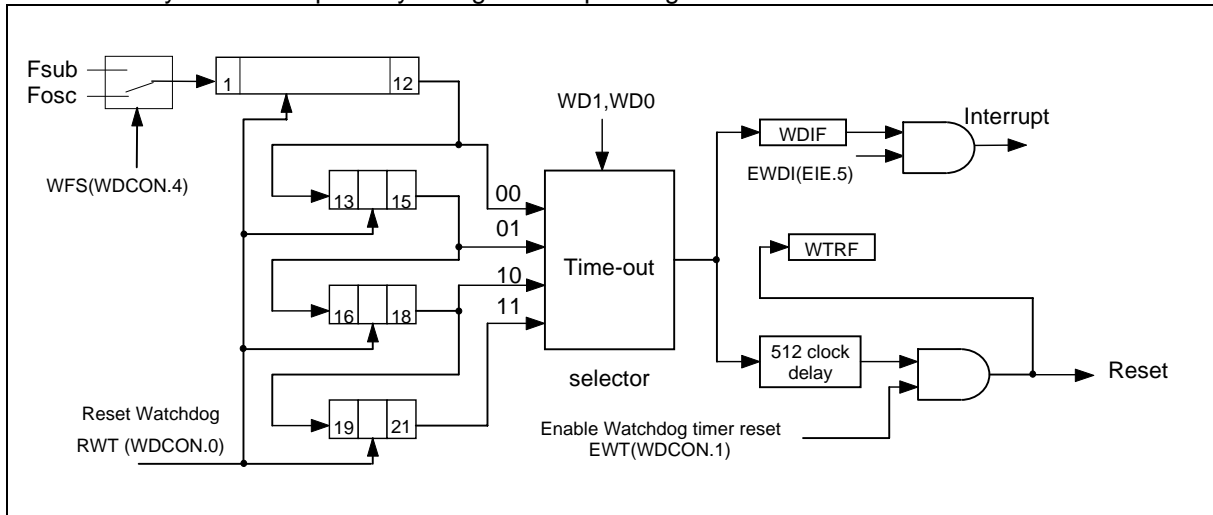 Fsub
Fosc
1
12
WFS(WDCON.4)
13
15
16
18
19
21
Reset Watchdog
RWT (WDCON.0)
WD1,WD0
00
01
10
11
Time-out
selector
WDIF
EWDI(EIE.5)
Interrupt
WTRF
512 clock
delay
Enable Watchdog timer reset
EWT(WDCON.1)
Reset